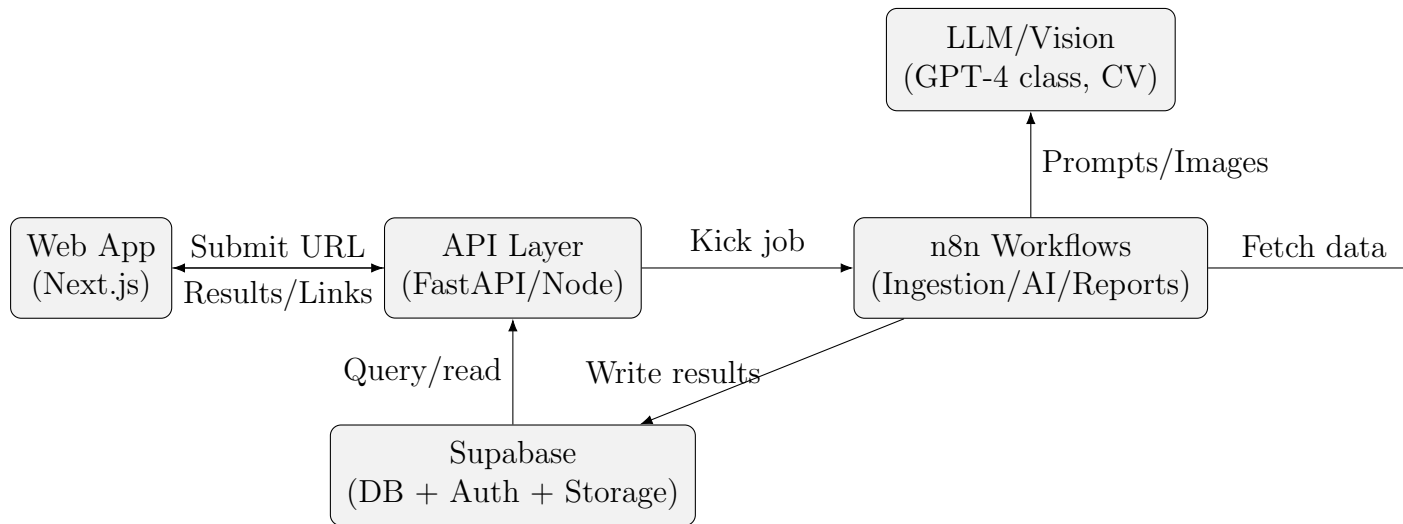 LLM/Vision
(GPT-4 class, CV)
Prompts/Images
Web App
(Next.js)
Submit URL
Results/Links
API Layer
(FastAPI/Node)
Kick job
n8n Workflows
(Ingestion/AI/Reports)
Fetch data
Query/read
Write results
Supabase
(DB + Auth + Storage)